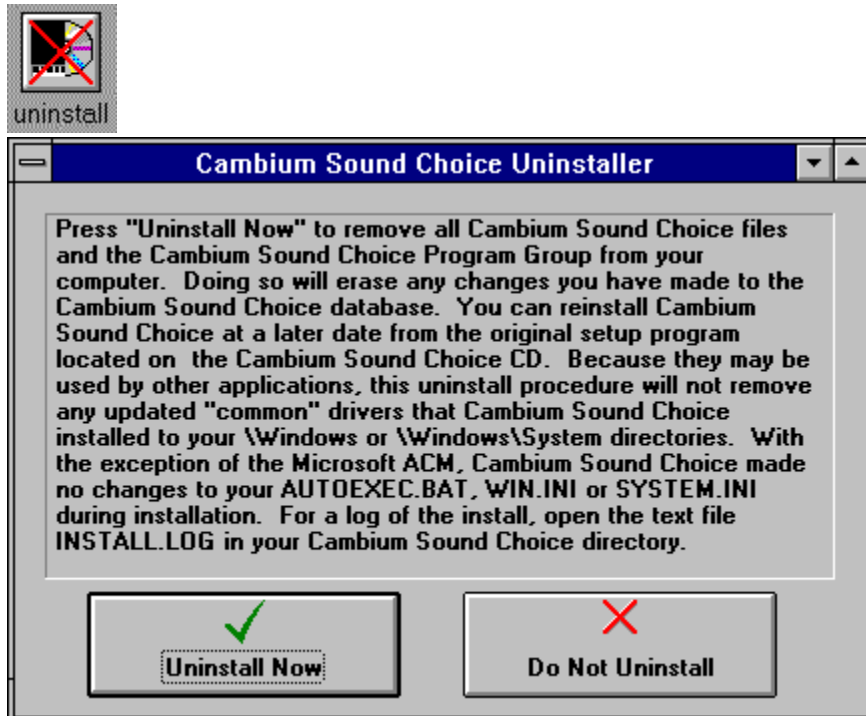 uninstall
Cambium Sound Choice Uninstaller
Press "Uninstall Now" to remove all Cambium Sound Choice files
and the Cambium Sound Choice Program Group from your
computer.  Doing so will erase any changes you have made to the
Cambium Sound Choice database.  You can reinstall Cambium
Sound Choice at a later date from the original setup program
located on  the Cambium Sound Choice CD.  Because they may be
used by other applications, this uninstall procedure will not remove
any updated "common" drivers that Cambium Sound Choice
installed to your \Windows or \Windows\System directories.  With
the exception of the Microsoft ACM, Cambium Sound Choice made
no changes to your AUTOEXEC.BAT, WIN.INI or SYSTEM.INI
during installation.  For a log of the install, open the text file
INSTALL.LOG in your Cambium Sound Choice directory.
Uninstall Now
Do Not Uninstall